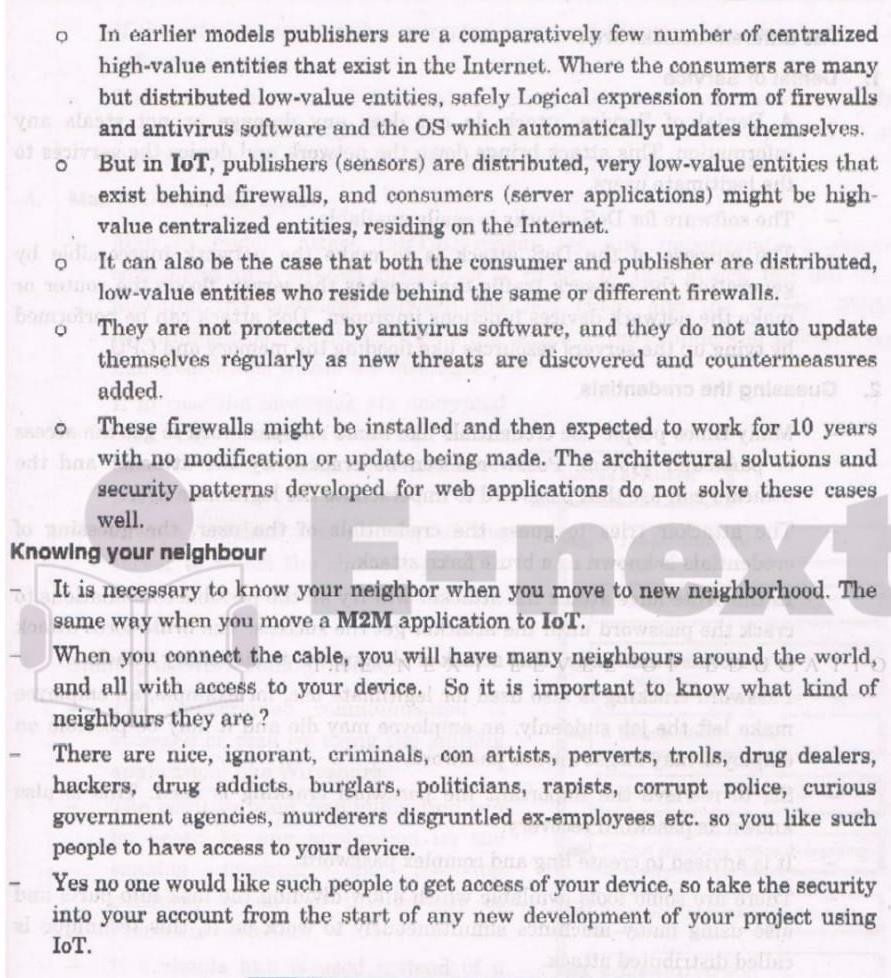 o In earlier models publishers are a comparatively few number of centralized
high-value entities that exist in the Internet. Where the consumers are many
but distributed low-value entities, safely Logical expression form of firewalls
and antivirus software and the OS which automatically updates themselves.
o But in IoT, publishers (sensors) are distributed, very low-value entities that
exist behind firewalls, and consumers (server applications) might be high-
value centralized entities, residing on the Internet.
o It can also be the case that both the consumer and publisher are distributed,
low-value entities who reside behind the same or different firewalls.
o They are not protected by antivirus software, and they do not auto update
themselves regularly as new threats are discovered and countermeasures
added.
o These firewalls might be installed and then expected to work for 10 years
with no modification or update being made. The architectural solutions and
security patterns developed for web applications do not solve these cases
well.
Knowing your neighbour
– It is necessary to know your neighbor when you move to new neighborhood. The
same way when you move a M2M application to IoT.
– When you connect the cable, you will have many neighbours around the world,
and all with access to your device. So it is important to know what kind of
neighbours they are ?
– There are nice, ignorant, criminals, con artists, perverts, trolls, drug dealers,
hackers, drug addicts, burglars, politicians, rapists, corrupt police, curious
government agencies, murderers disgruntled ex-employees etc. so you like such
people to have access to your device.
– Yes no one would like such people to get access of your device, so take the security
into your account from the start of any new development of your project using
IoT.
E-next